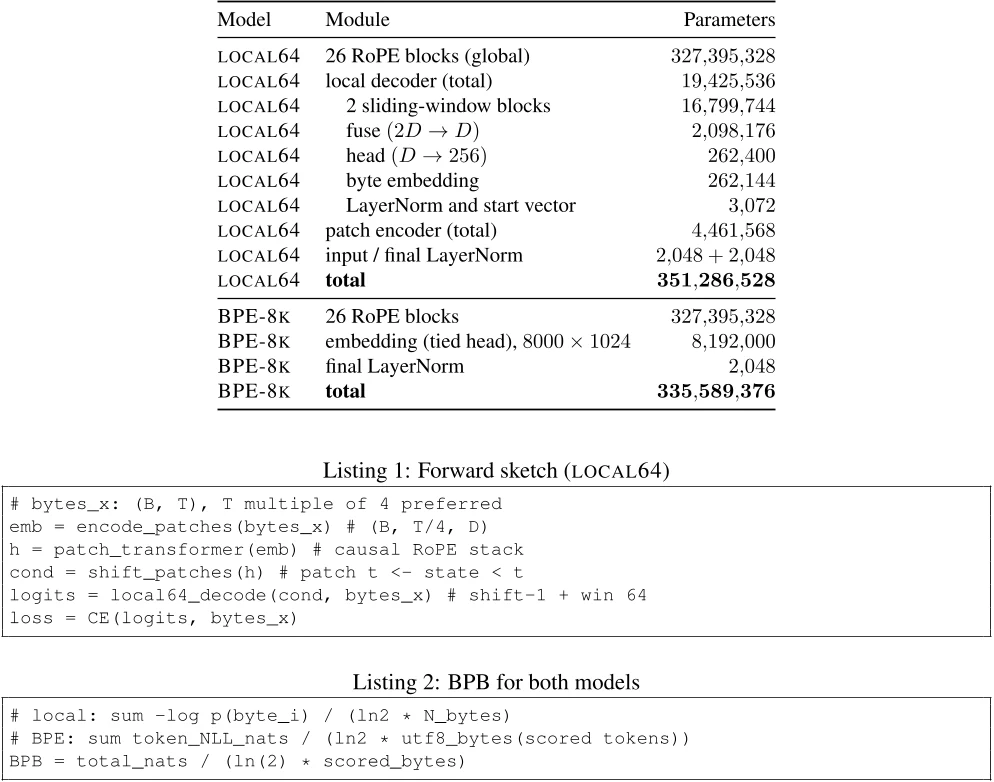 Model Module Parameters
LOCAL64 26 RoPE blocks (global) 327,395,328
LOCAL64 local decoder (total) 19,425,536
LOCAL64 2 sliding-window blocks 16,799,744
LOCAL64 fuse (2D → D) 2,098,176
LOCAL64 head (D → 256) 262,400
LOCAL64 byte embedding 262,144
LOCAL64 LayerNorm and start vector 3,072
LOCAL64 patch encoder (total) 4,461,568
LOCAL64 input / final LayerNorm 2,048 + 2,048
LOCAL64 total 351,286,528
BPE-8K 26 RoPE blocks 327,395,328
BPE-8K embedding (tied head), 8000 × 1024 8,192,000
BPE-8K final LayerNorm 2,048
BPE-8K total 335,589,376
Listing 1: Forward sketch (LOCAL64)
# bytes_x: (B, T), T multiple of 4 preferred
emb = encode_patches(bytes_x) # (B, T/4, D)
h = patch_transformer(emb) # causal RoPE stack
cond = shift_patches(h) # patch t <- state < t
logits = local64_decode(cond, bytes_x) # shift-1 + win 64
loss = CE(logits, bytes_x)
Listing 2: BPB for both models
# local: sum -log p(byte_i) / (ln2 * N_bytes)
# BPE: sum token_NLL_nats / (ln2 * utf8_bytes(scored tokens))
BPB = total_nats / (ln(2) * scored_bytes)